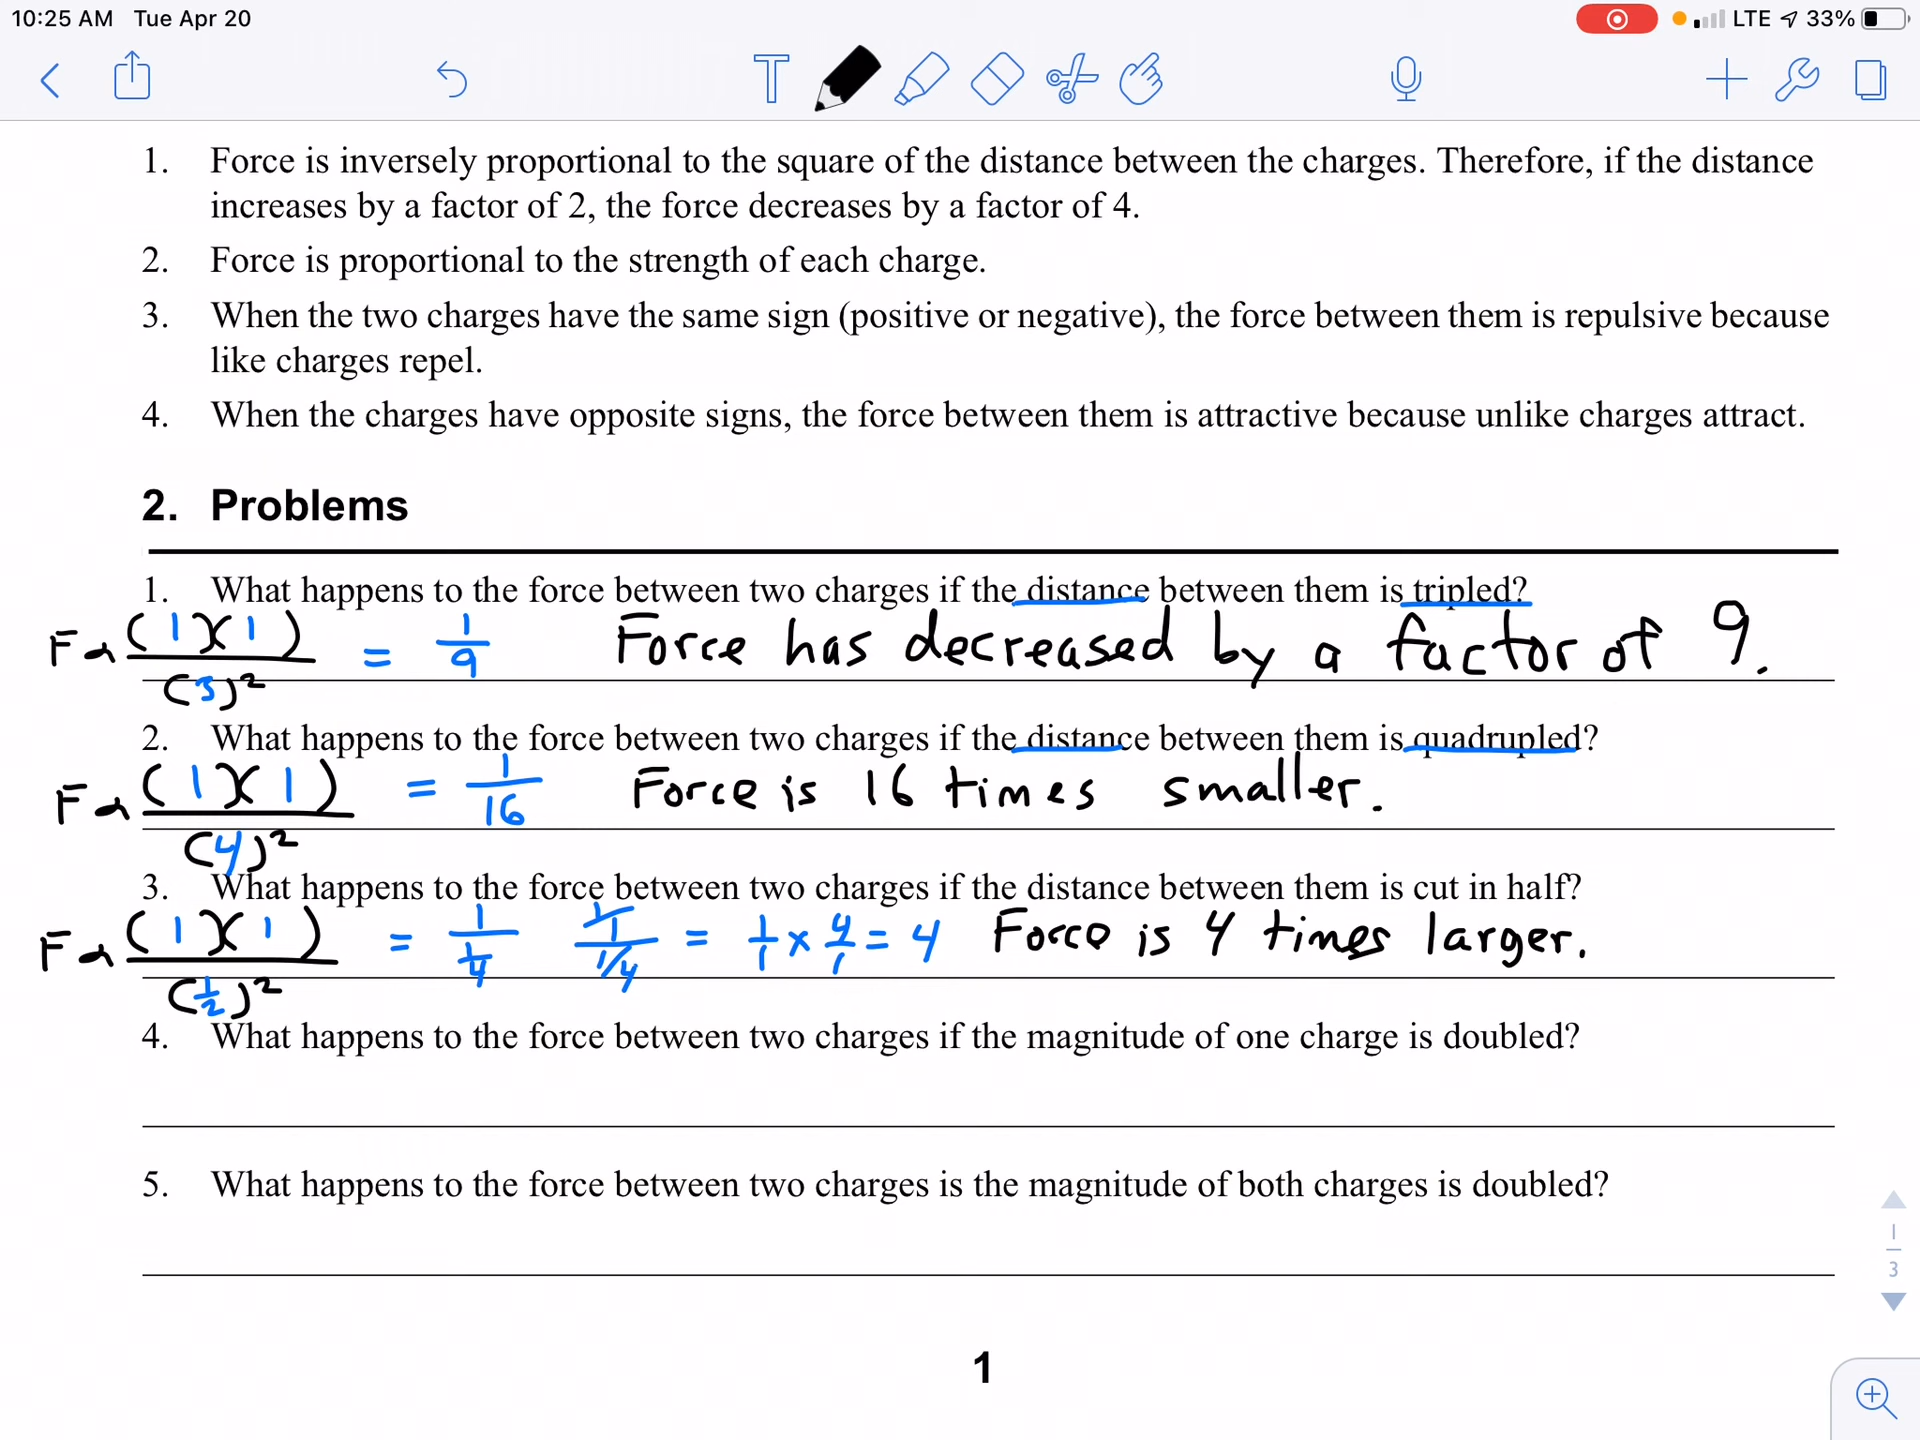 10:25 AM Tue Apr 20 LTE 33%
T
1. Force is inversely proportional to the square of the distance between the charges. Therefore, if the distance
increases by a factor of 2, the force decreases by a factor of 4.
2. Force is proportional to the strength of each charge.
3. When the two charges have the same sign (positive or negative), the force between them is repulsive because
like charges repel.
4. When the charges have opposite signs, the force between them is attractive because unlike charges attract.
2. Problems
1. What happens to the force between two charges if the distance between them is tripled?
F α (1)(1)/(3)² = 1/9 Force has decreased by a factor of 9.
2. What happens to the force between two charges if the distance between them is quadrupled?
F α (1)(1)/(4)² = 1/16 Force is 16 times smaller.
3. What happens to the force between two charges if the distance between them is cut in half?
F α (1)(1)/(1/2)² = 1/(1/4) (1/1)/(1/4) = 1/1 x 4/1 = 4 Force is 4 times larger.
4. What happens to the force between two charges if the magnitude of one charge is doubled?
5. What happens to the force between two charges is the magnitude of both charges is doubled?
1
3
1